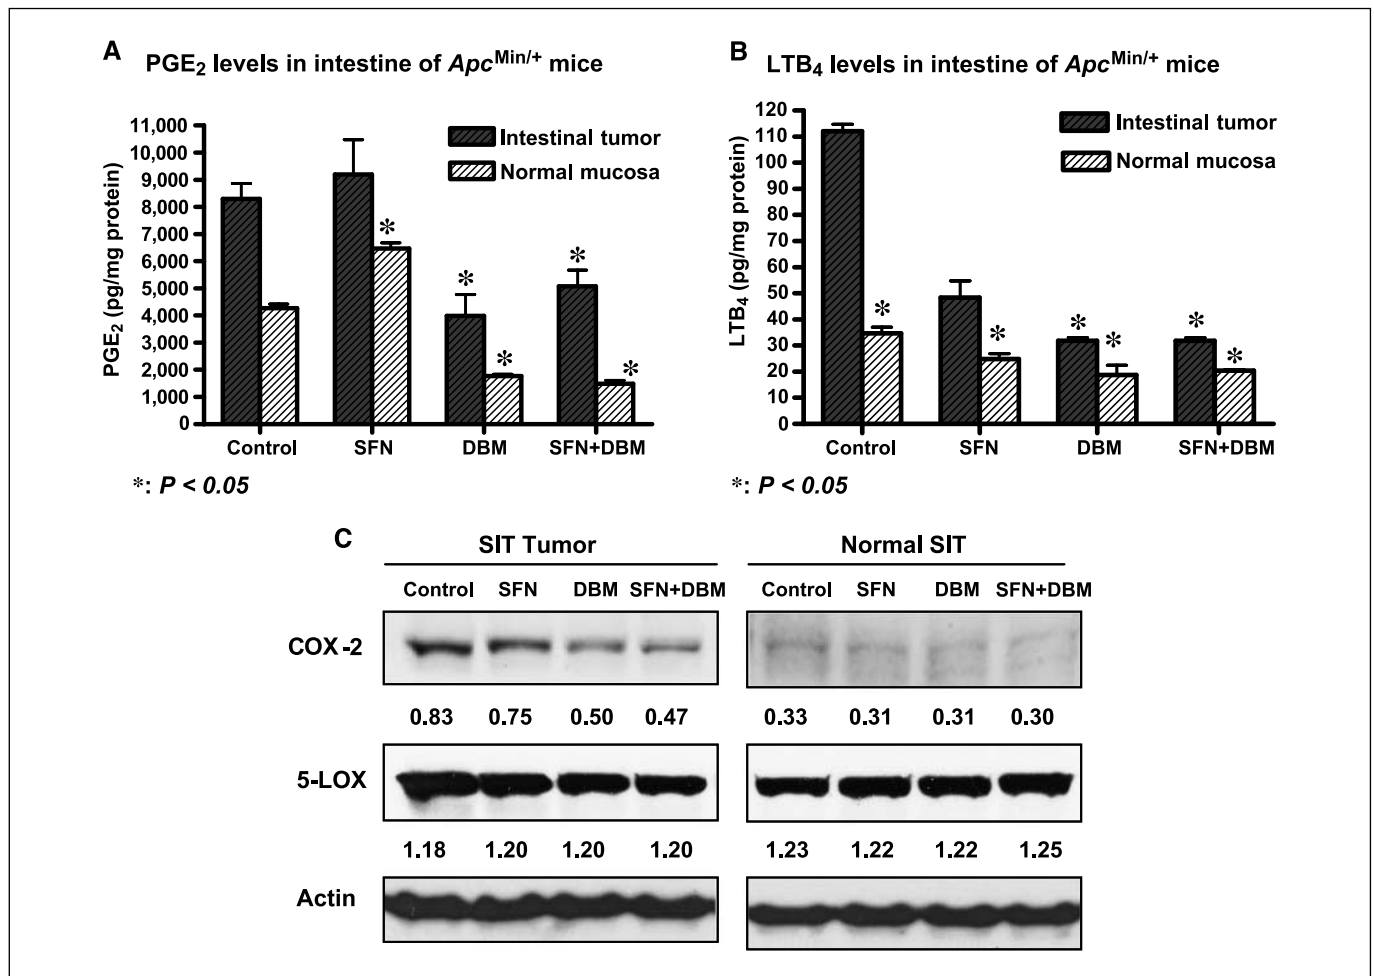 A PGE2 levels in intestine of ApcMin/+ mice
PGE2 (pg/mg protein)
11,000
10,000
9,000
8,000
7,000
6,000
5,000
4,000
3,000
2,000
1,000
0
Intestinal tumor
Normal mucosa
*
*
*
*
*
Control SFN DBM SFN+DBM
*: P < 0.05
B LTB4 levels in intestine of ApcMin/+ mice
LTB4 (pg/mg protein)
120
110
100
90
80
70
60
50
40
30
20
10
0
Intestinal tumor
Normal mucosa
*
*
*
*
*
*
Control SFN DBM SFN+DBM
*: P < 0.05
C SIT Tumor Normal SIT
Control SFN DBM SFN+DBM Control SFN DBM SFN+DBM
COX-2
0.83 0.75 0.50 0.47 0.33 0.31 0.31 0.30
5-LOX
1.18 1.20 1.20 1.20 1.23 1.22 1.22 1.25
Actin